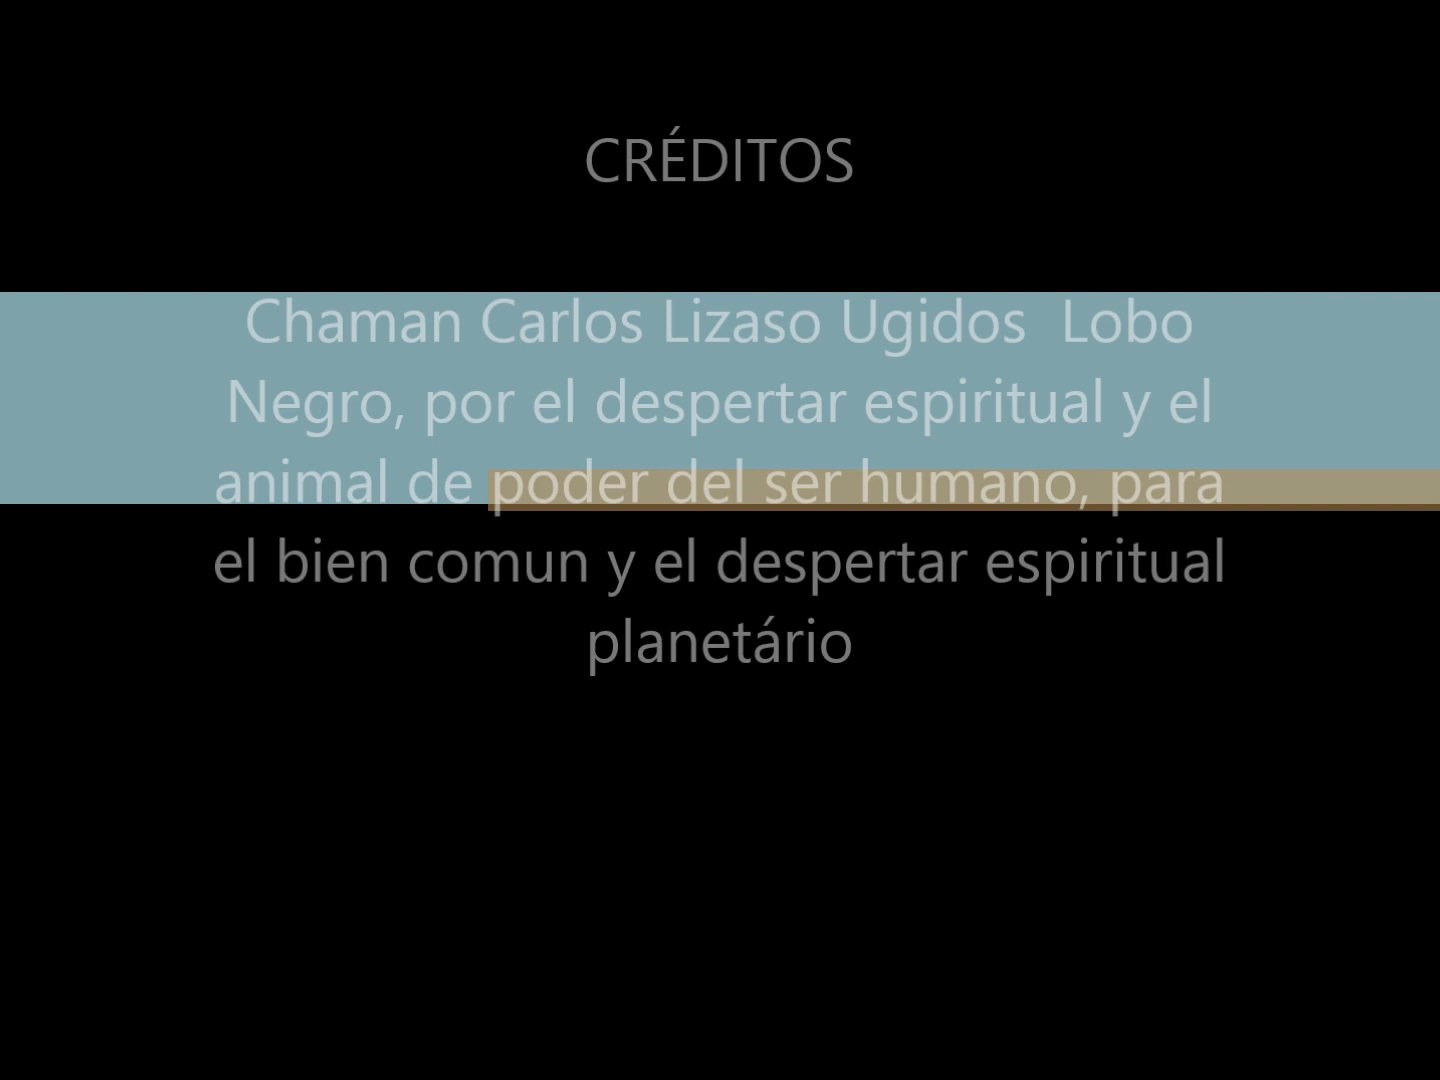 CRÉDITOS
Chaman Carlos Lizaso Ugidos  Lobo
Negro, por el despertar espiritual y el
animal de poder del ser humano, para
el bien comun y el despertar espiritual
planetário